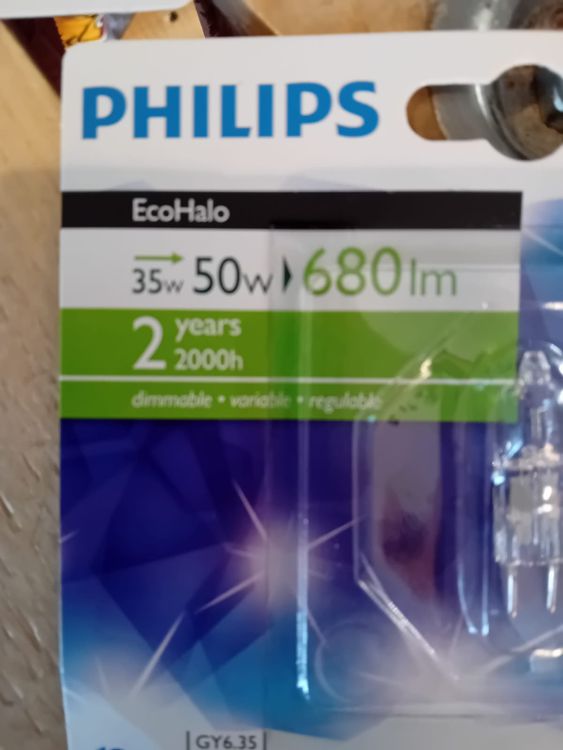 PHILIPS
EcoHalo
35w 50w 680lm
2 years
2000h
dimmable • variable • regulable
GY6.35